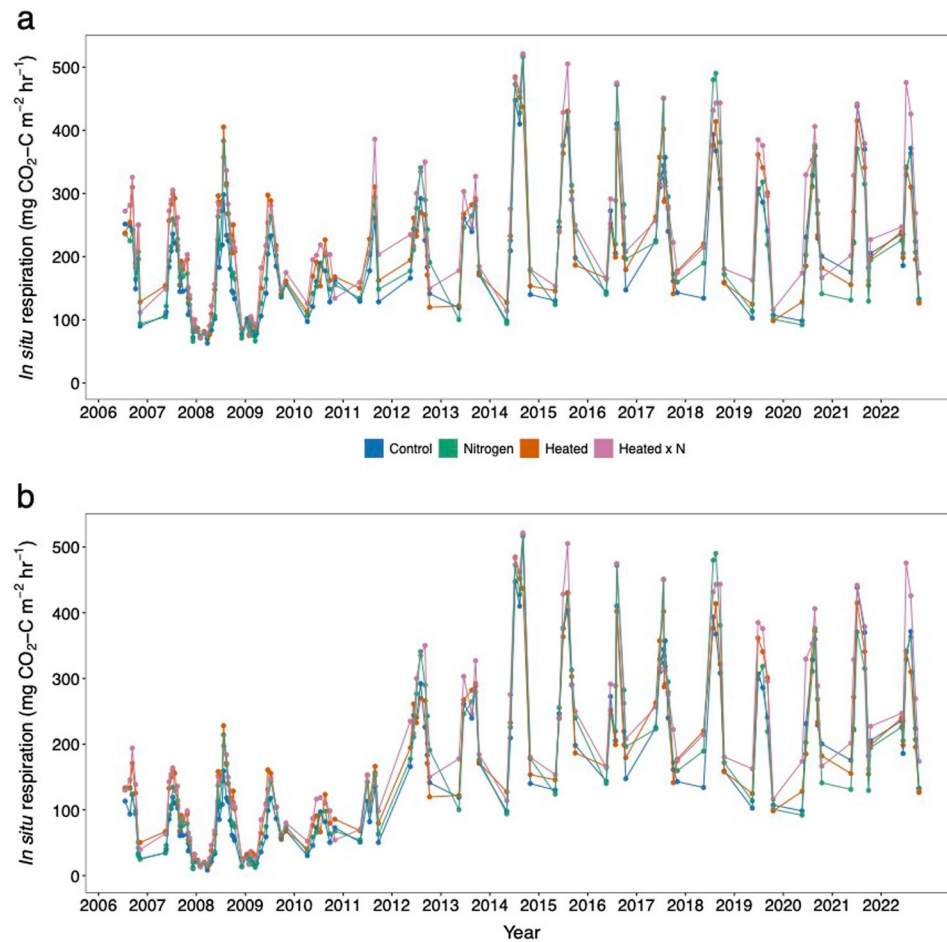 a
In situ respiration (mg CO₂–C m⁻² hr⁻¹)
500
400
300
200
100
0
2006 2007 2008 2009 2010 2011 2012 2013 2014 2015 2016 2017 2018 2019 2020 2021 2022
Control Nitrogen Heated Heated x N
b
In situ respiration (mg CO₂–C m⁻² hr⁻¹)
500
400
300
200
100
0
2006 2007 2008 2009 2010 2011 2012 2013 2014 2015 2016 2017 2018 2019 2020 2021 2022
Year